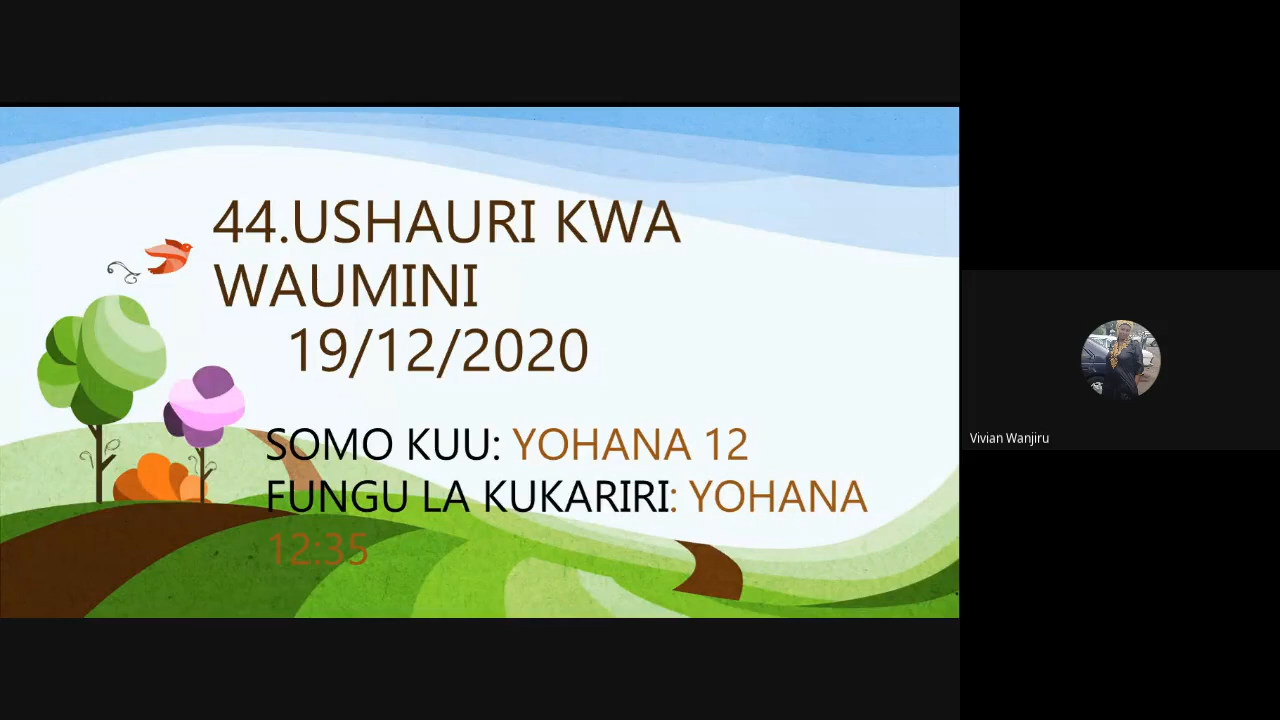 44.USHAURI KWA
WAUMINI
19/12/2020
SOMO KUU: YOHANA 12
FUNGU LA KUKARIRI: YOHANA
12:35
Vivian Wanjiru